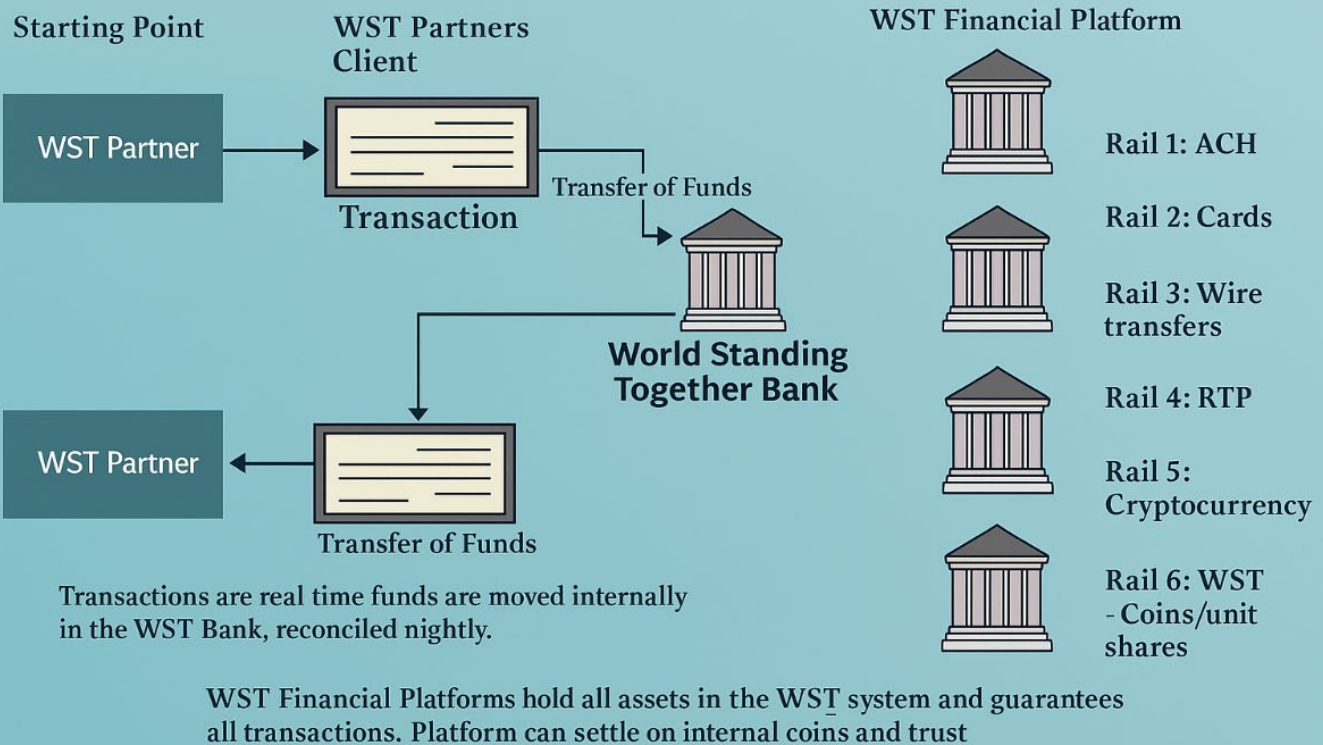 Starting Point
WST Partners
Client
WST Financial Platform
WST Partner
Transaction
Transfer of Funds
World Standing
Together Bank
WST Partner
Transfer of Funds
Transactions are real time funds are moved internally
in the WST Bank, reconciled nightly.
Rail 1: ACH
Rail 2: Cards
Rail 3: Wire
transfers
Rail 4: RTP
Rail 5:
Cryptocurrency
Rail 6: WST
- Coins/unit
shares
WST Financial Platforms hold all assets in the WST system and guarantees
all transactions. Platform can settle on internal coins and trust